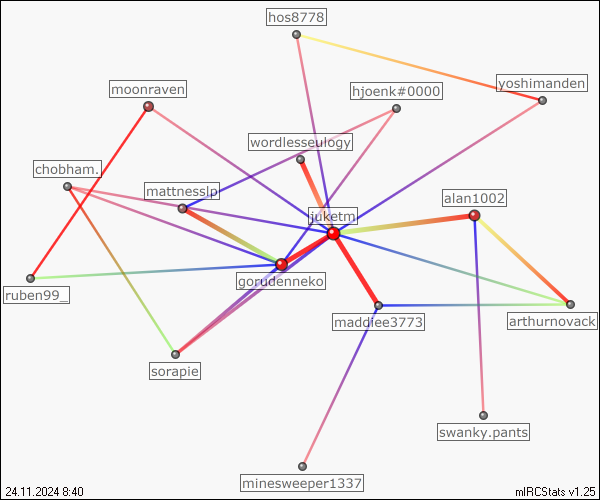 hos8778
yoshimanden
moonraven
hjoenk#0000
wordlesseulogy
chobham.
mattnesslp
alan1002
juketm
gorudenneko
ruben99_
maddiee3773
arthurnovack
sorapie
swanky.pants
minesweeper1337
24.11.2024 8:40
mIRCStats v1.25